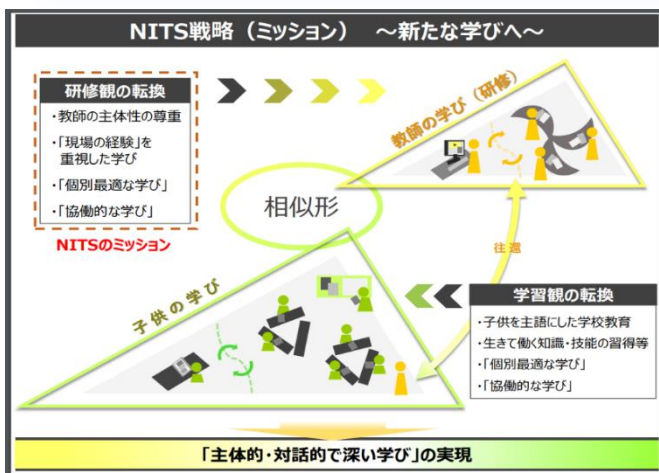 NITS戦略（ミッション）　～新たな学びへ～
研修観の転換
・教師の主体性の尊重
・「現場の経験」を
重視した学び
・「個別最適な学び」
・「協働的な学び」
NITSのミッション
教師の学び（研修）
相似形
往還
子供の学び
学習観の転換
・子供を主語にした学校教育
・生きて働く知識・技能の習得等
・「個別最適な学び」
・「協働的な学び」
「主体的・対話的で深い学び」の実現